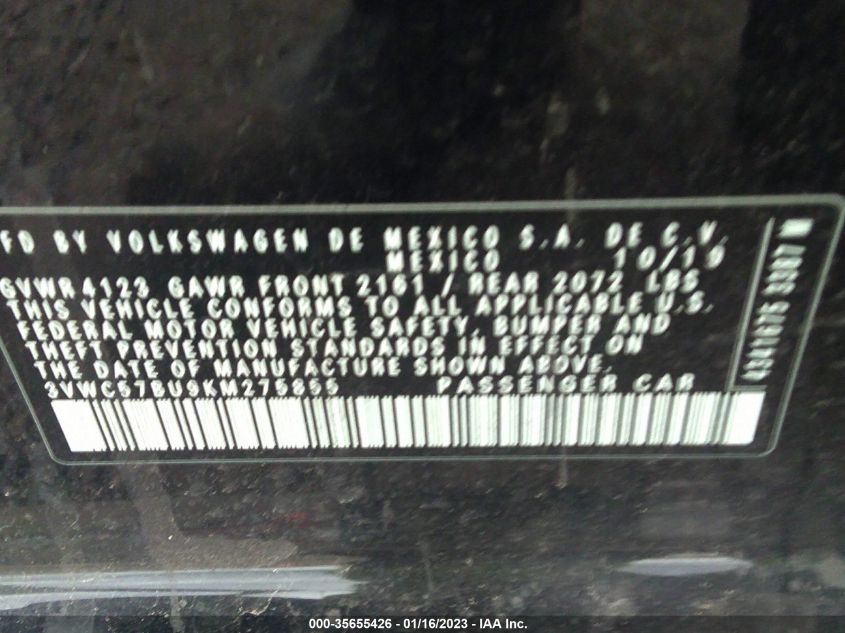 FD BY VOLKSWAGEN DE MEXICO S.A. DE C.V.
MEXICO 10/19
GVWR 4123 GAWR FRONT 2161 / REAR 2072 LBS
THIS VEHICLE CONFORMS TO ALL APPLICABLE U.S.
FEDERAL MOTOR VEHICLE SAFETY, BUMPER AND
THEFT PREVENTION STANDARDS IN EFFECT ON
THE DATE OF MANUFACTURE SHOWN ABOVE.
3VWC57BU9KM275855 PASSENGER CAR
000-35655426 - 01/16/2023 - IAA Inc.